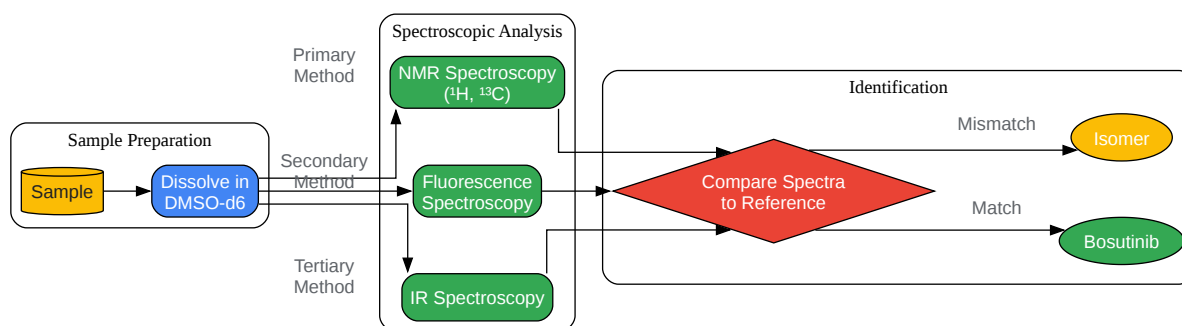 Sample Preparation
Sample
Dissolve in
DMSO-d6
Primary
Method
Secondary
Method
Tertiary
Method
Spectroscopic Analysis
NMR Spectroscopy
(¹H, ¹³C)
Fluorescence
Spectroscopy
IR Spectroscopy
Identification
Compare Spectra
to Reference
Mismatch
Isomer
Match
Bosutinib